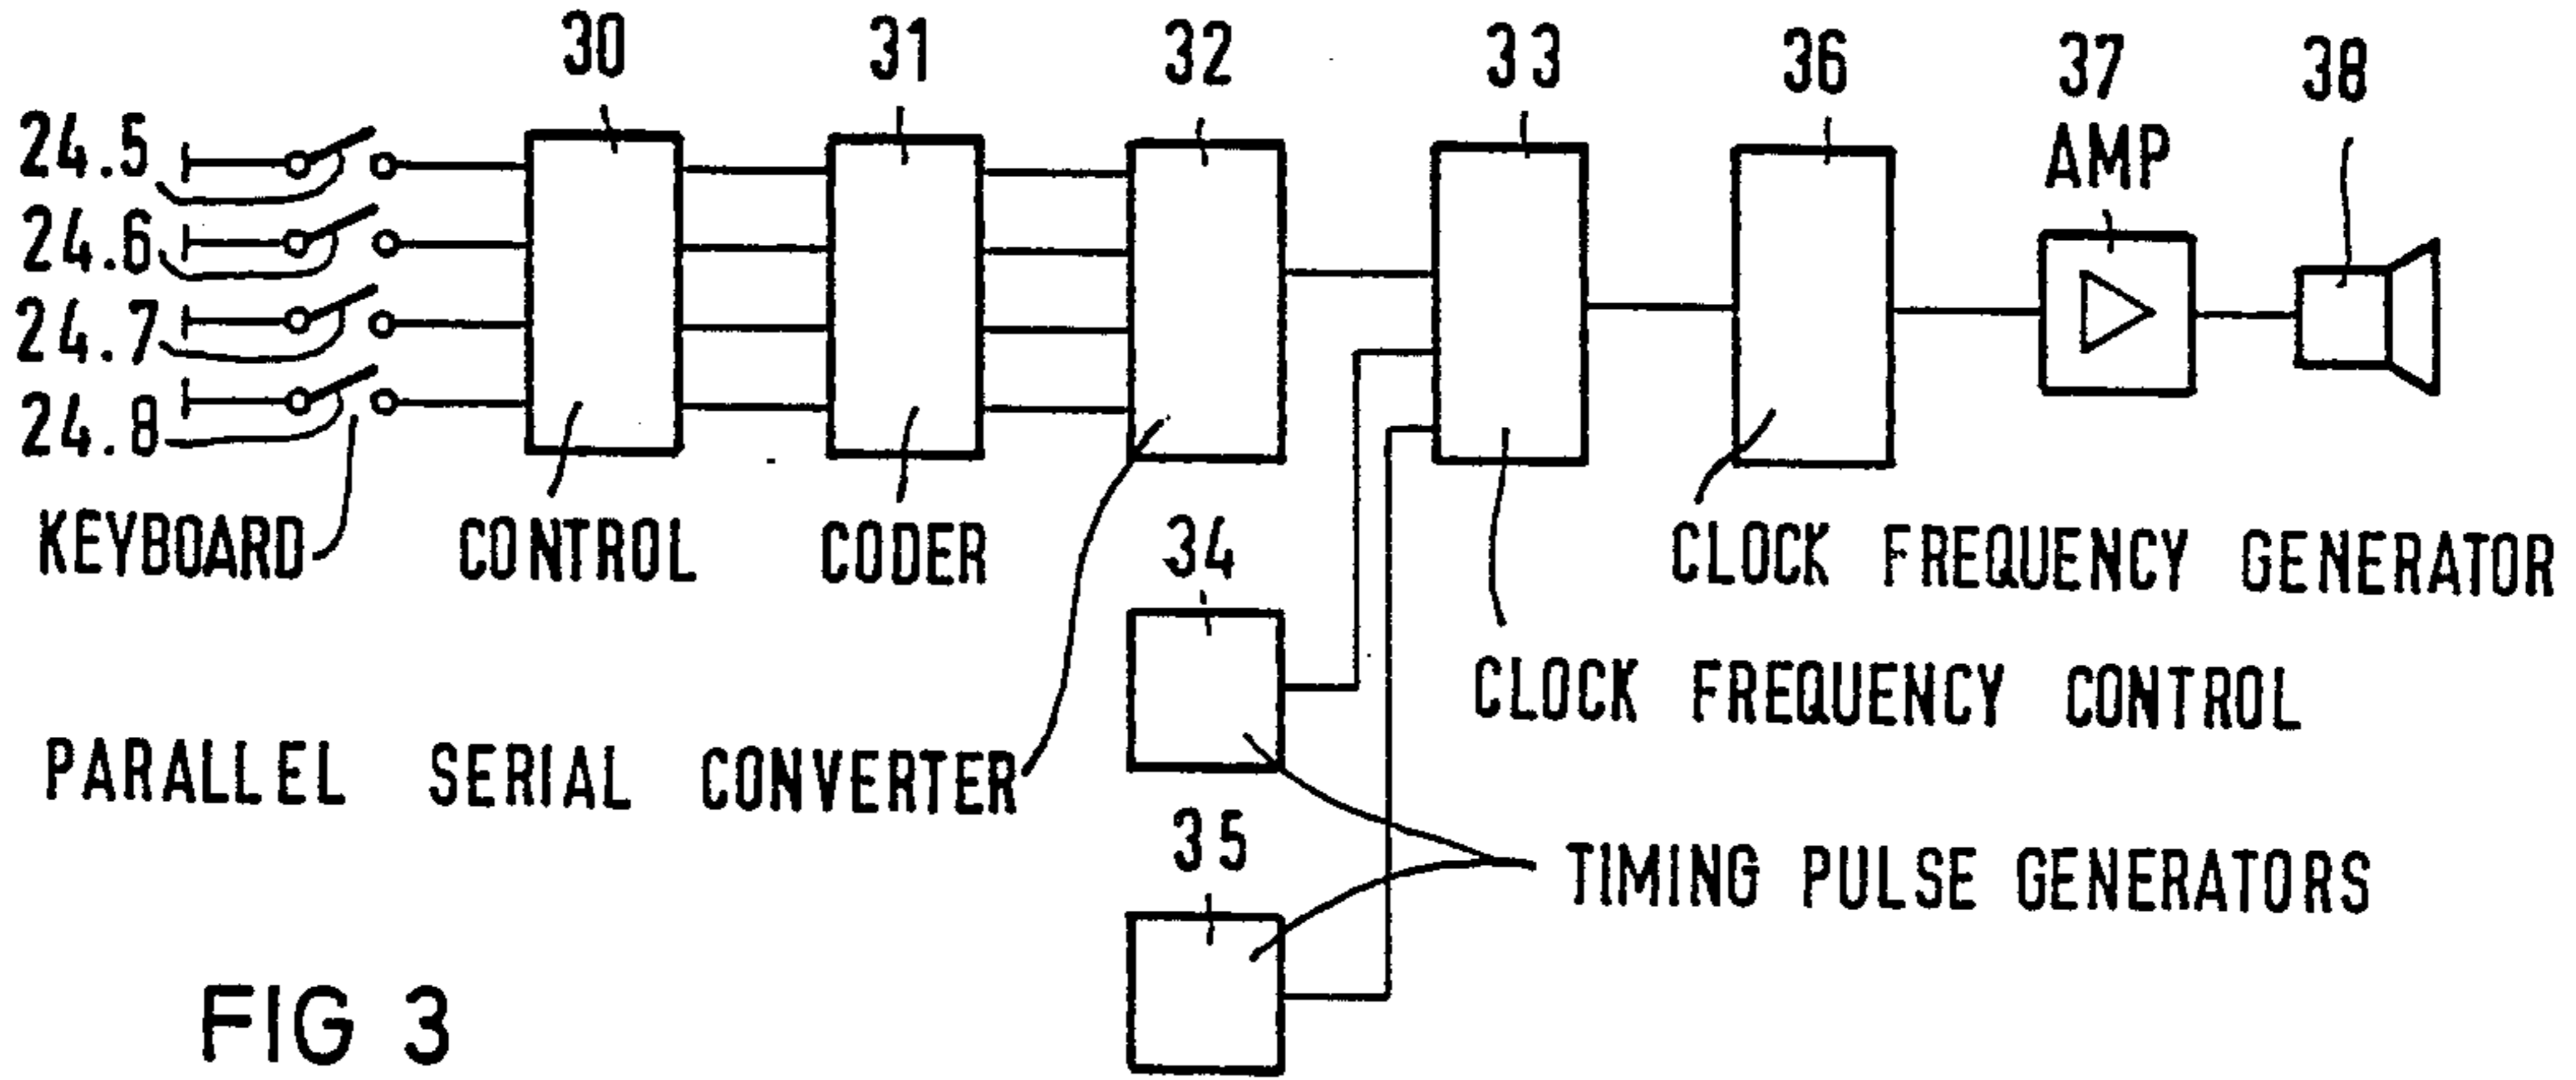 30 31 32 33 36 37 38
AMP
24.5
24.6
24.7
24.8
KEYBOARD CONTROL CODER
34
CLOCK FREQUENCY GENERATOR
CLOCK FREQUENCY CONTROL
PARALLEL SERIAL CONVERTER
35
TIMING PULSE GENERATORS
FIG 3